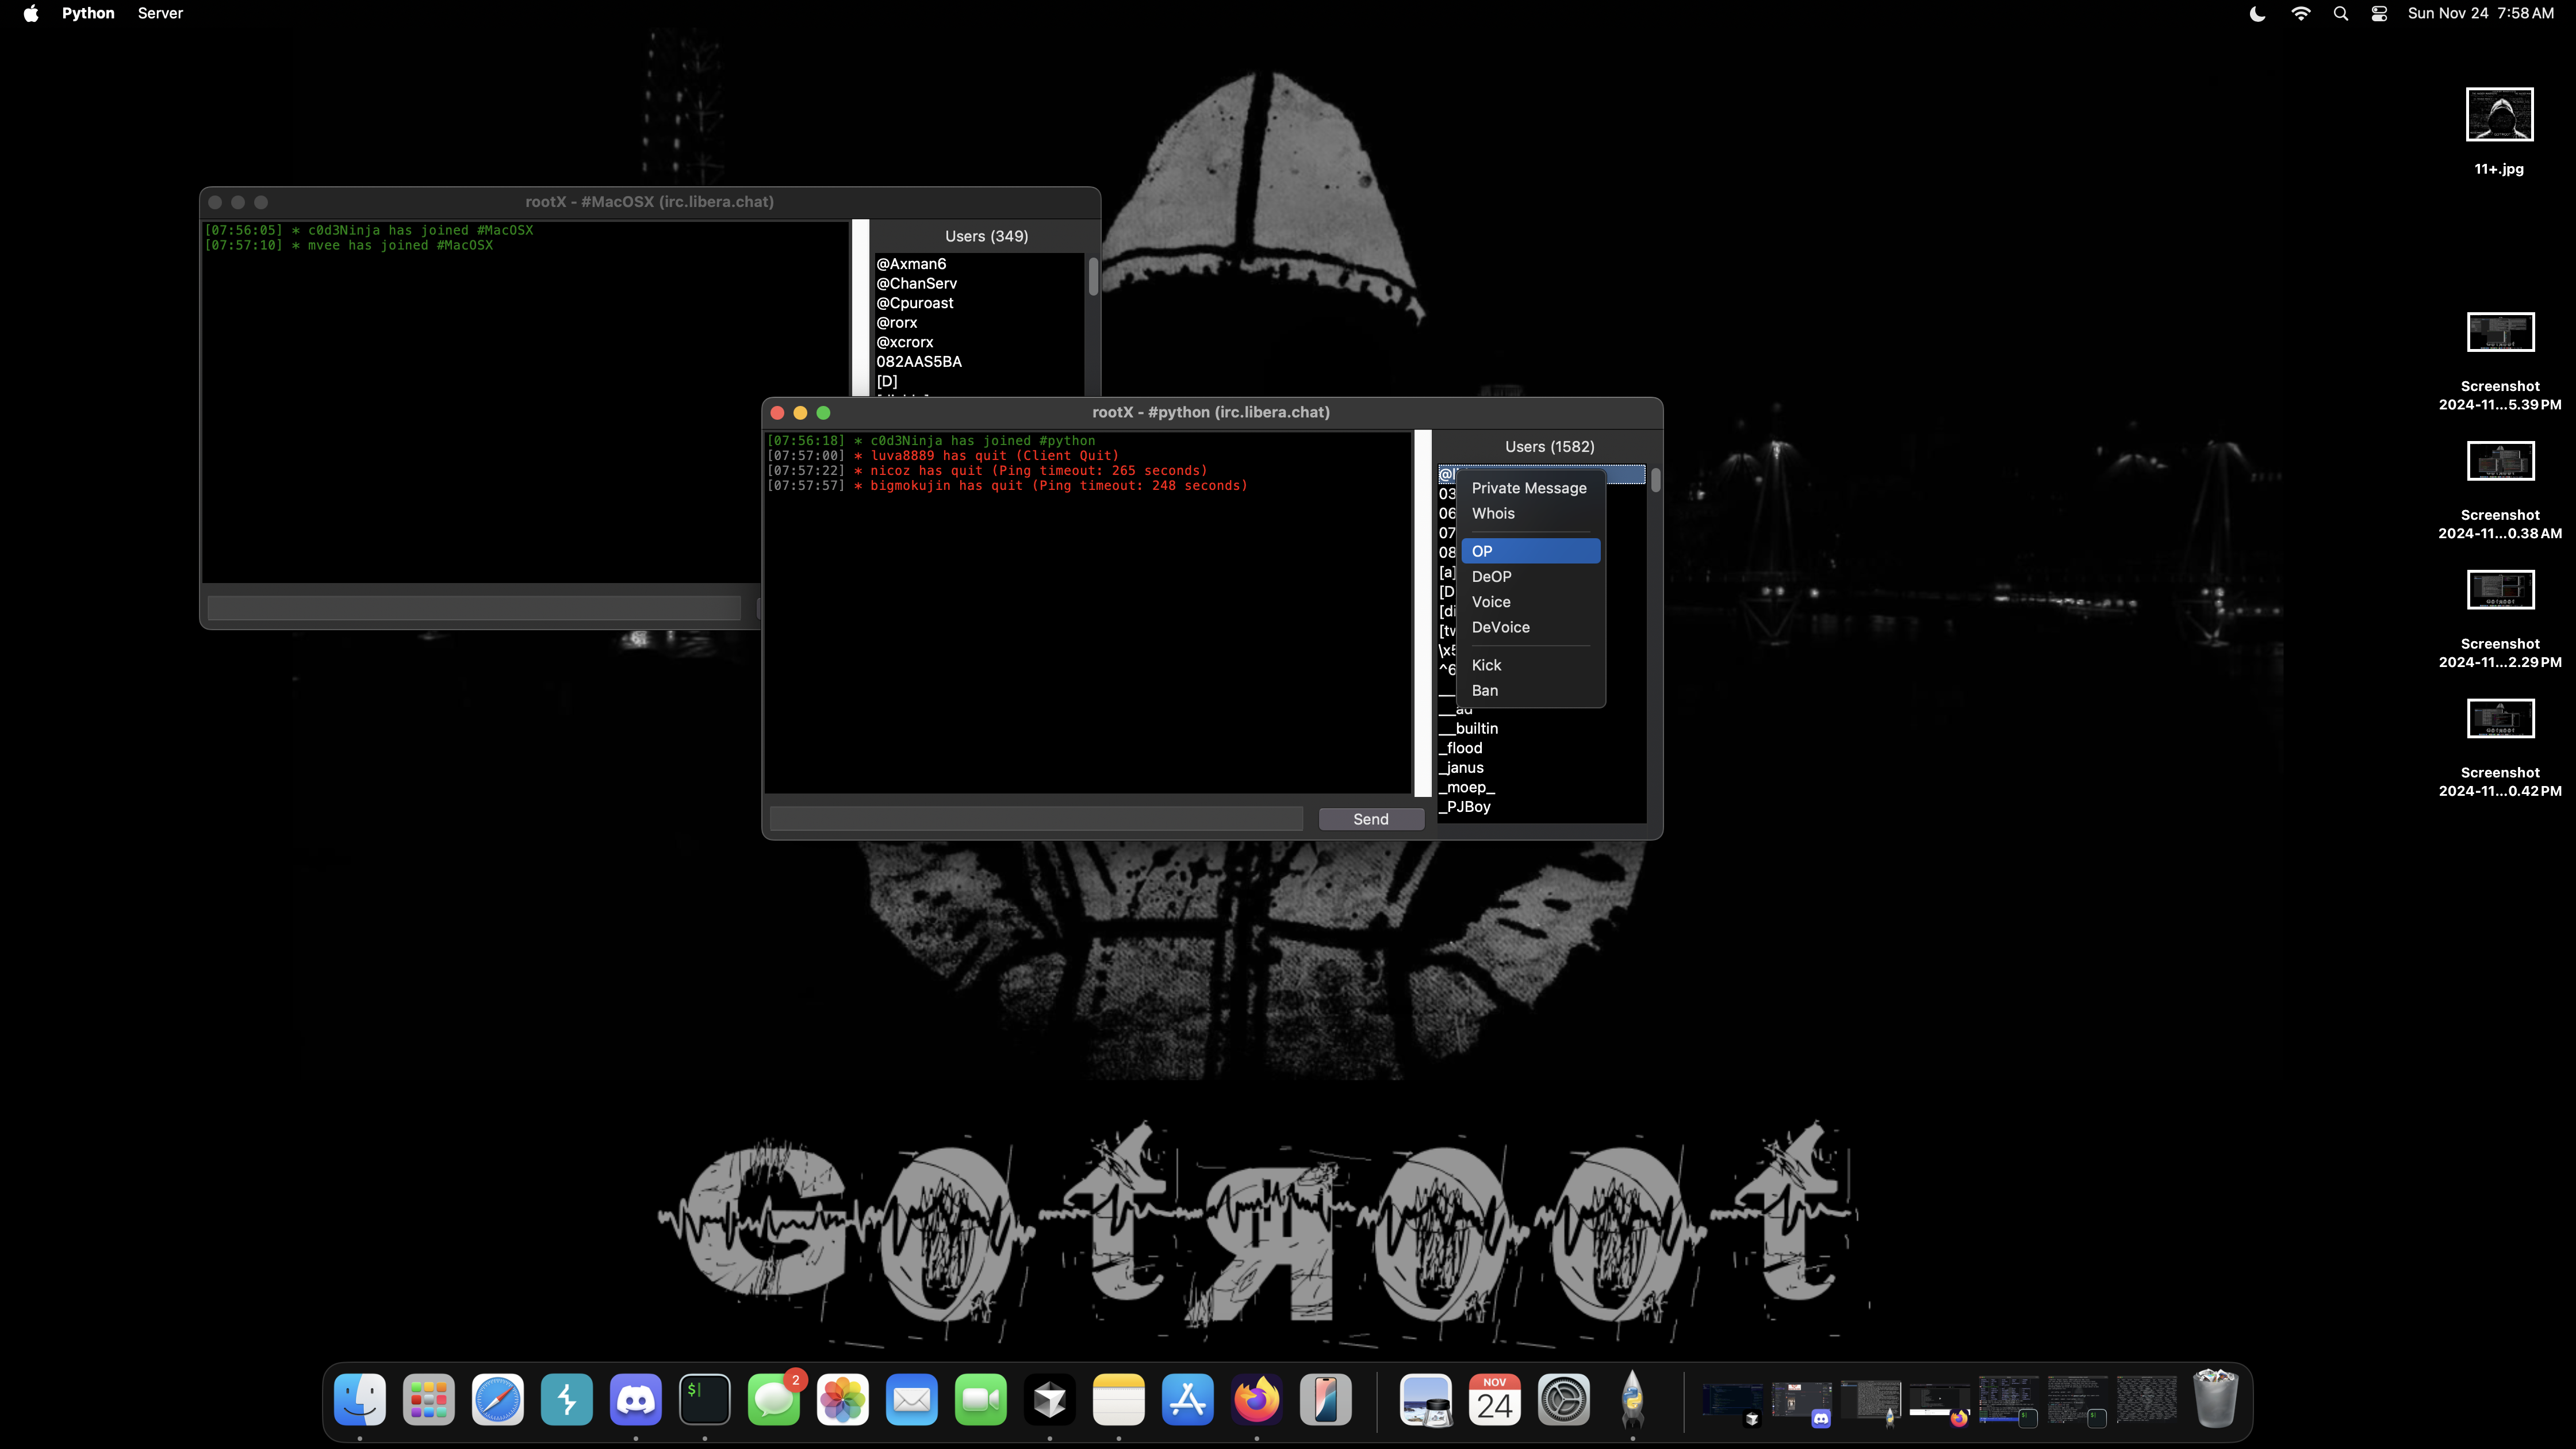 Python Server
Sun Nov 24 7:58 AM
11+.jpg
Screenshot
2024-11...5.39 PM
Screenshot
2024-11...0.38 AM
Screenshot
2024-11...2.29 PM
Screenshot
2024-11...0.42 PM
rootX - #MacOSX (irc.libera.chat)
[07:56:05] * c0d3Ninja has joined #MacOSX
[07:57:10] * mvee has joined #MacOSX
Users (349)
@Axman6
@ChanServ
@Cpuroast
@rorx
@xcrorx
082AAS5BA
[D]
rootX - #python (irc.libera.chat)
[07:56:18] * c0d3Ninja has joined #python
[07:57:00] * luva8889 has quit (Client Quit)
[07:57:22] * nicoz has quit (Ping timeout: 265 seconds)
[07:57:57] * bigmokujin has quit (Ping timeout: 248 seconds)
Send
Users (1582)
03
06
07
08
[a]
[D
[di
[tw
\x5
^6
__ad
__builtin
_flood
_janus
_moep_
_PJBoy
Private Message
Whois
OP
DeOP
Voice
DeVoice
Kick
Ban
GotRoot
$
2
NOV
24